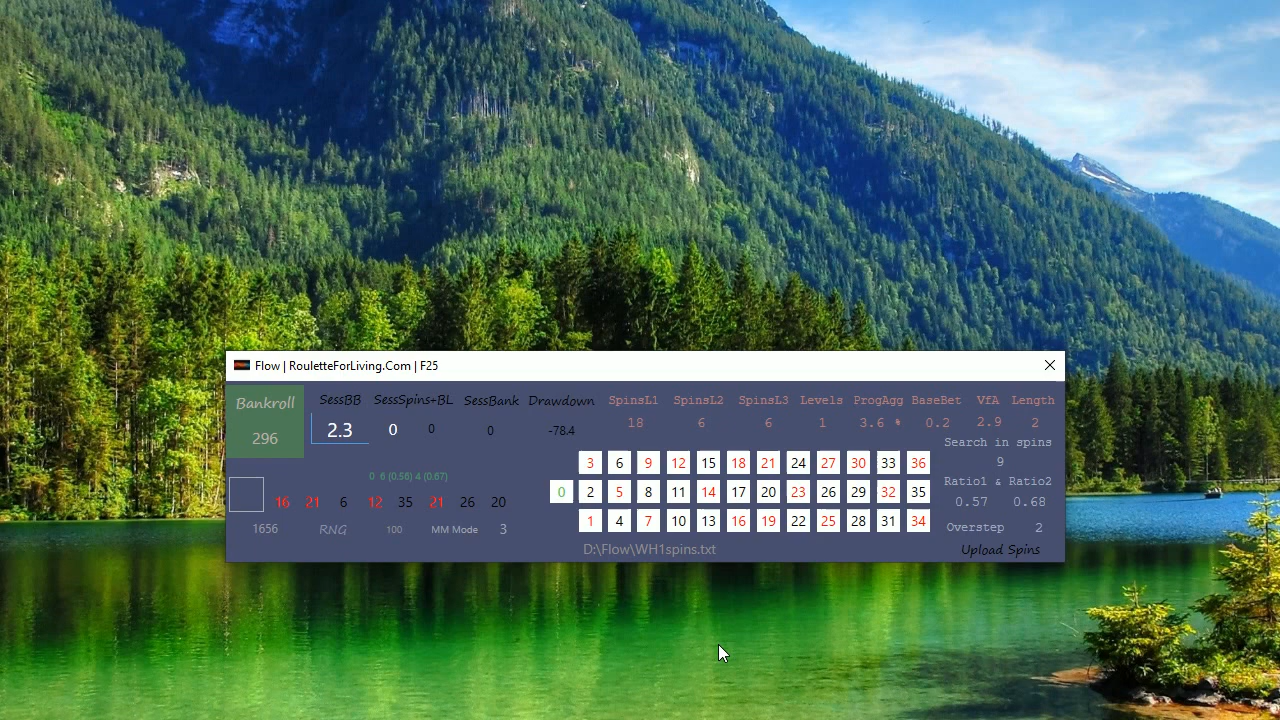 Flow | RouletteForLiving.Com | F25
Bankroll SessBB SessSpins+BL SessBank Drawdown SpinsL1 SpinsL2 SpinsL3 Levels ProgAgg BaseBet VfA Length
296 2.3 0 0 0 -78.4 18 6 6 1 3.6 % 0.2 2.9 2
Search in spins
9
3 6 9 12 15 18 21 24 27 30 33 36
0 6 (0.56) 4 (0.67)
Ratio1 & Ratio2
0 2 5 8 11 14 17 20 23 26 29 32 35
16 21 6 12 35 21 26 20
0.57 0.68
1 4 7 10 13 16 19 22 25 28 31 34
1656 RNG 100 MM Mode 3
Overstep 2
D:\Flow\WH1spins.txt
Upload Spins